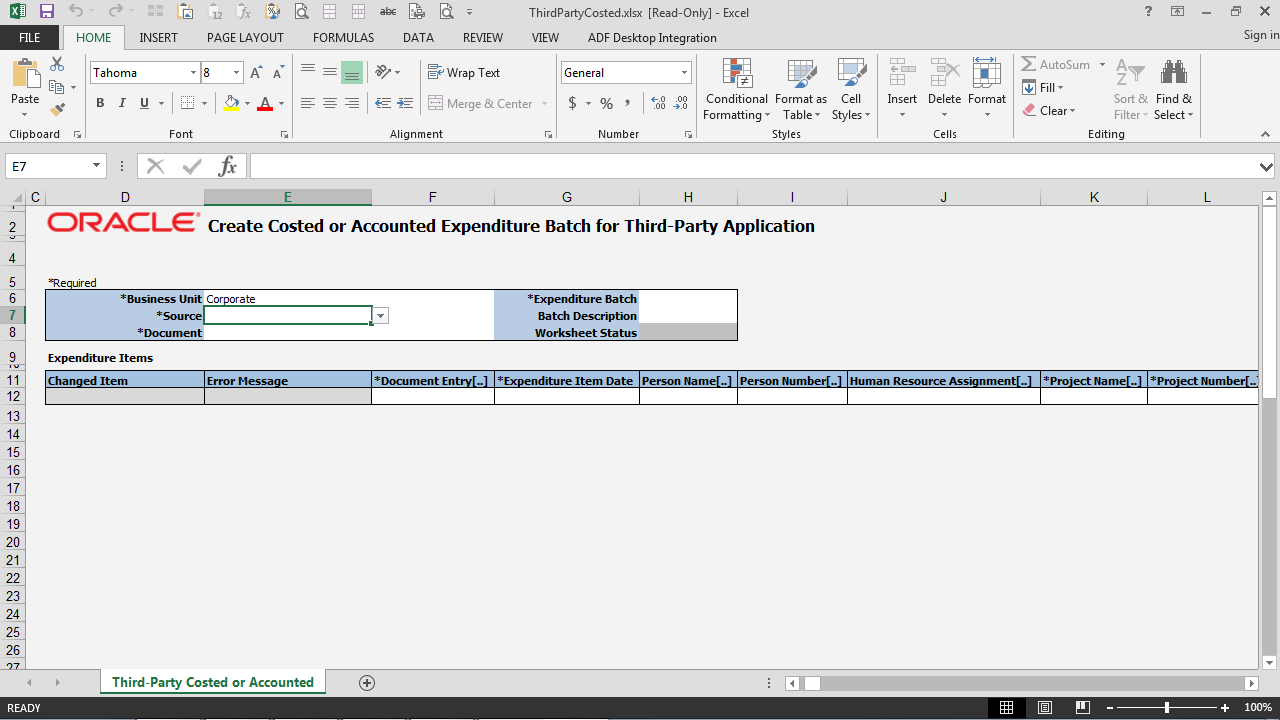 ThirdPartyCosted.xlsx [Read-Only] - Excel
FILE HOME INSERT PAGE LAYOUT FORMULAS DATA REVIEW VIEW ADF Desktop Integration Sign in
Tahoma 8 Wrap Text General AutoSum
Paste Conditional Formatting Format as Table Cell Styles Insert Delete Format Fill Sort & Filter Find & Select
B I U Merge & Center $ % , Clear
Clipboard Font Alignment Number Styles Cells Editing
E7 fx
C D E F G H I J K L
2 ORACLE Create Costed or Accounted Expenditure Batch for Third-Party Application
4
5 *Required
6 *Business Unit Corporate *Expenditure Batch
7 *Source Batch Description
8 *Document Worksheet Status
9 Expenditure Items
11 Changed Item Error Message *Document Entry[..] *Expenditure Item Date Person Name[..] Person Number[..] Human Resource Assignment[..] *Project Name[..] *Project Number[..]
12
13
14
15
16
17
18
19
20
21
22
23
24
25
26
27
Third-Party Costed or Accounted
READY 100%